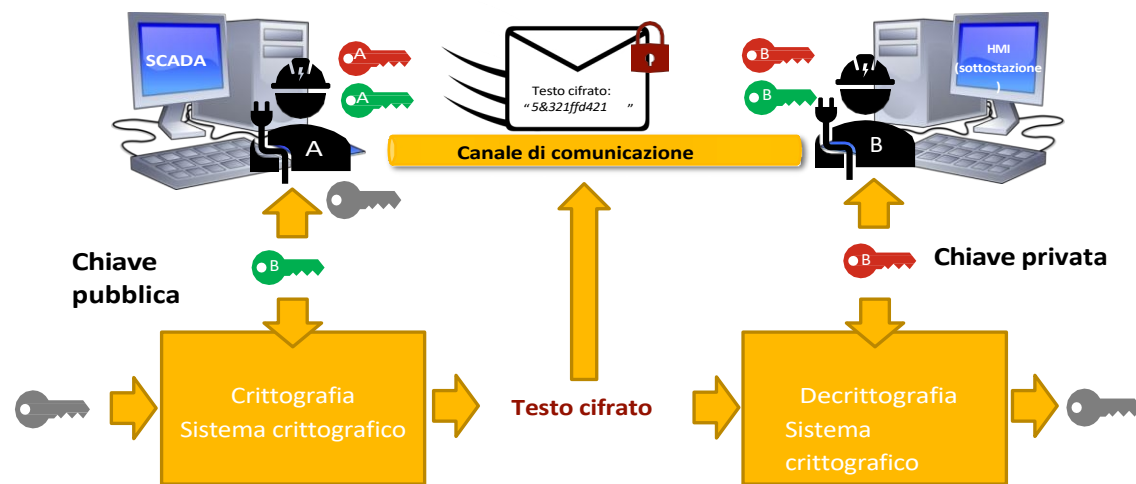 SCADA
A
A
Testo cifrato:
"5&321ffd421 "
B
B
HMI
(sottostazione
)
A
Canale di comunicazione
B
Chiave
pubblica
B
B
Chiave privata
Crittografia
Sistema crittografico
Testo cifrato
Decrittografia
Sistema
crittografico